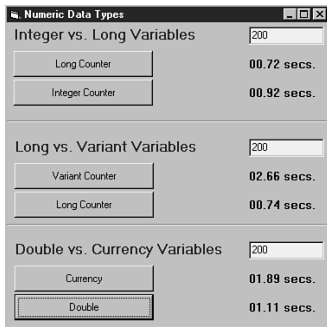 Numeric Data Types
Integer vs. Long Variables 200
Long Counter 00.72 secs.
Integer Counter 00.92 secs.
Long vs. Variant Variables 200
Variant Counter 02.66 secs.
Long Counter 00.74 secs.
Double vs. Currency Variables 200
Currency 01.89 secs.
Double 01.11 secs.